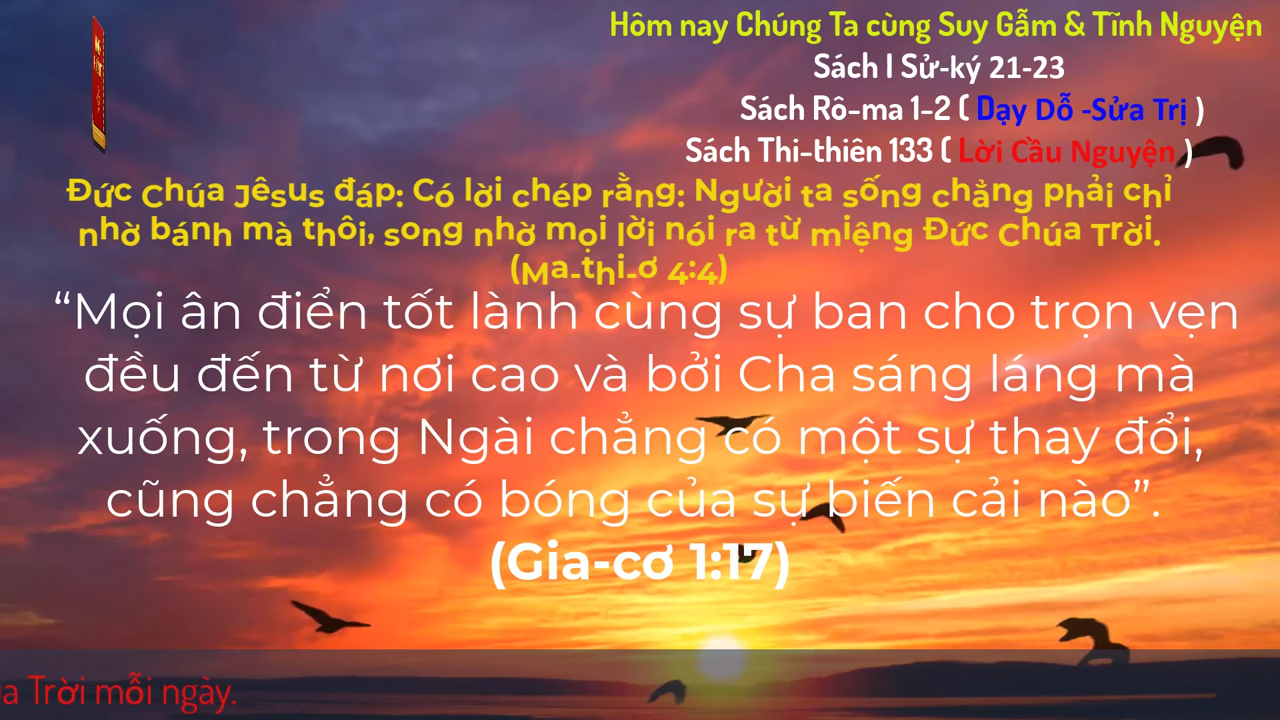 Hôm nay Chúng Ta cùng Suy Gẫm & Tĩnh Nguyện
Sách I Sử-ký 21-23
Sách Rô-ma 1-2 ( Dạy Dỗ -Sửa Trị )
Sách Thi-thiên 133 ( Lời Cầu Nguyện )
Đức Chúa Jêsus đáp: Có lời chép rằng: Người ta sống chẳng phải chỉ
nhờ bánh mà thôi, song nhờ mọi lời nói ra từ miệng Đức Chúa Trời.
(Ma-thi-ơ 4:4)
“Mọi ân điển tốt lành cùng sự ban cho trọn vẹn
đều đến từ nơi cao và bởi Cha sáng láng mà
xuống, trong Ngài chẳng có một sự thay đổi,
cũng chẳng có bóng của sự biến cải nào”.
(Gia-cơ 1:17)
Trời mỗi ngày.